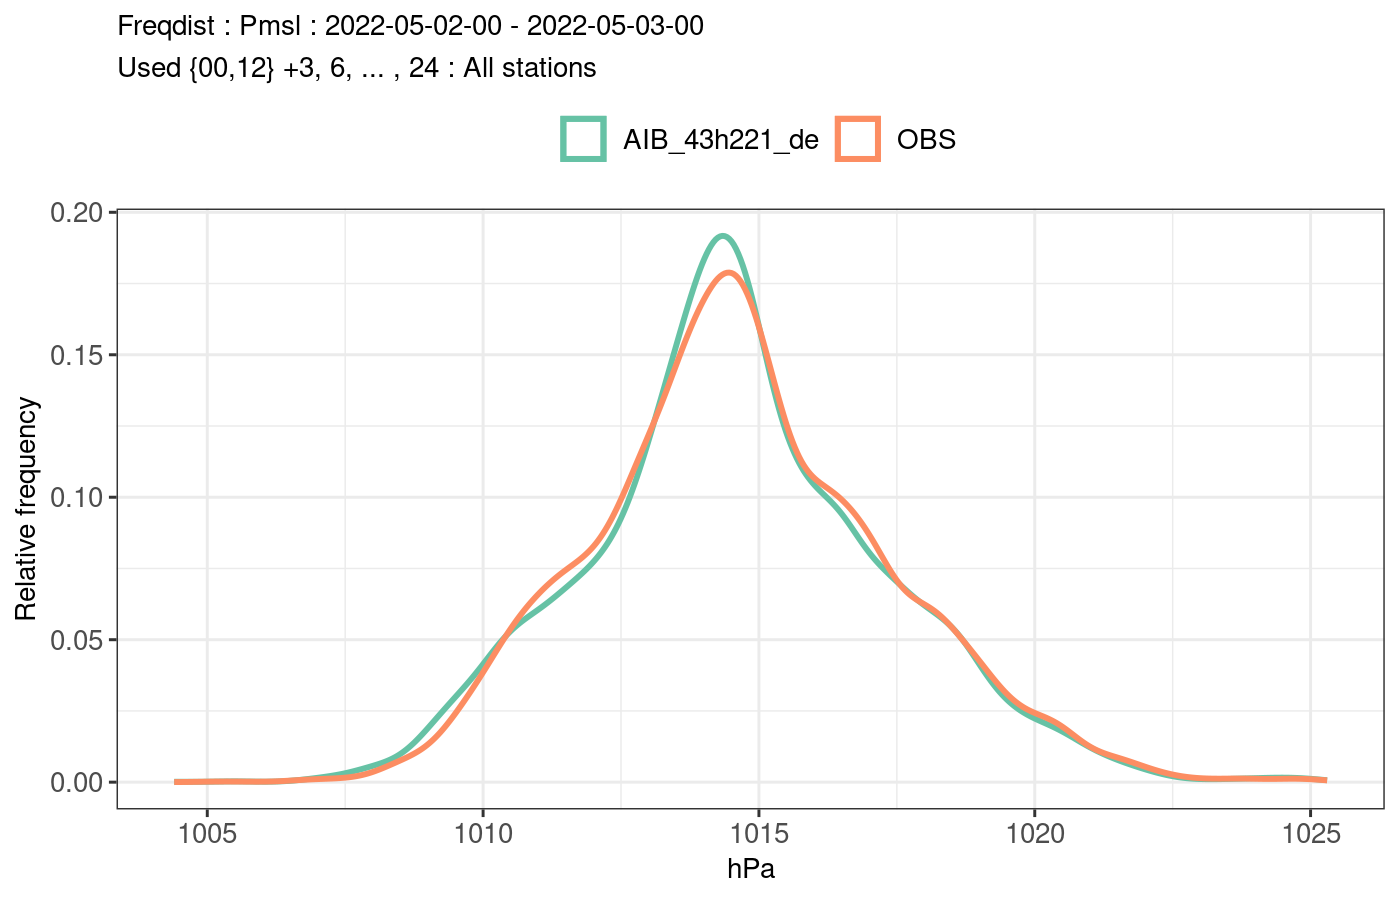 Freqdist : Pmsl : 2022-05-02-00 - 2022-05-03-00
Used {00,12} +3, 6, ... , 24 : All stations
AIB_43h221_de OBS
0.20
0.15
0.10
0.05
0.00
Relative frequency
1005 1010 1015 1020 1025
hPa